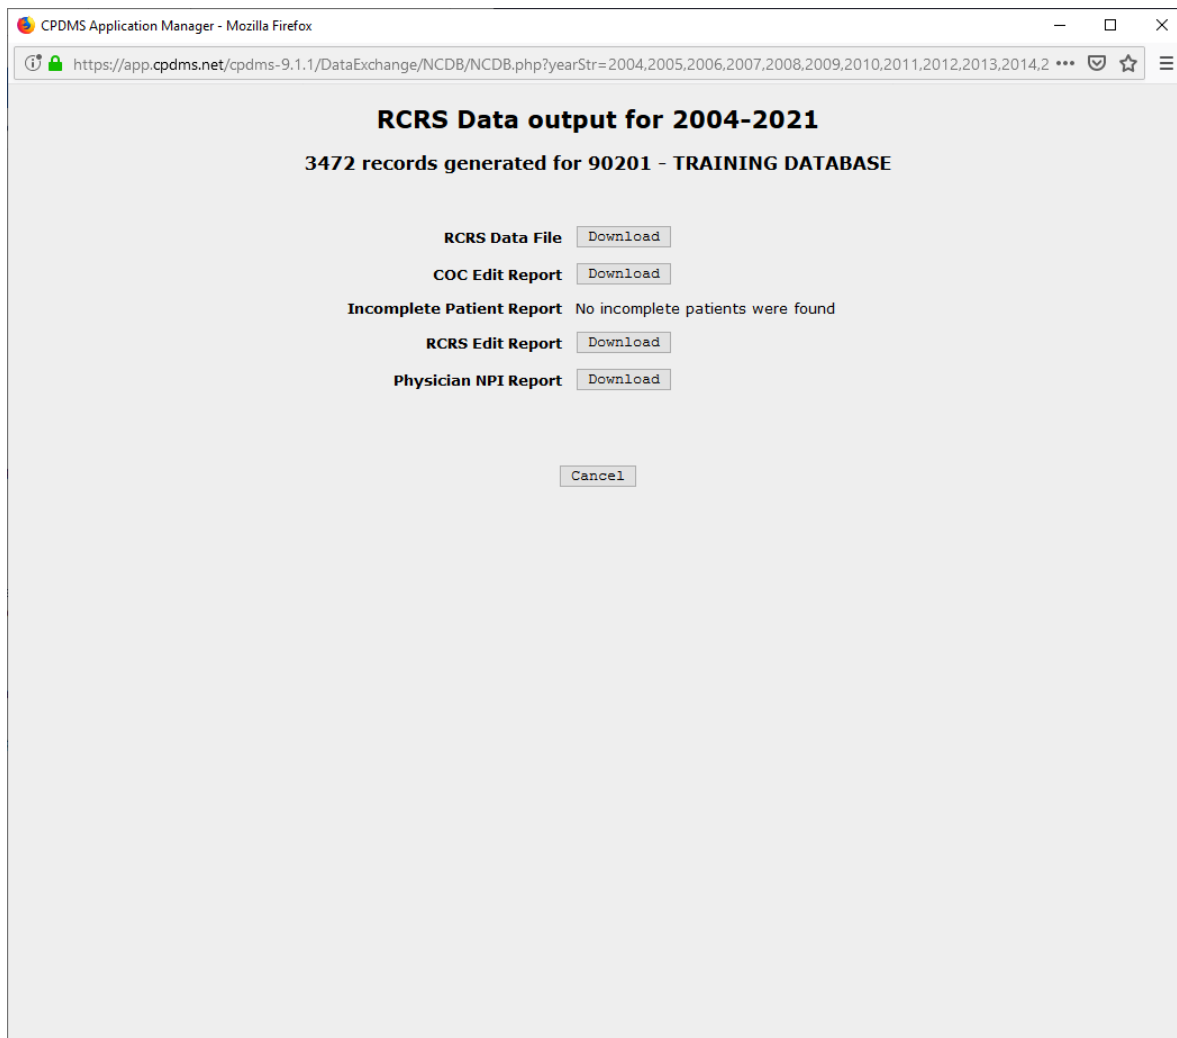 CPDMS Application Manager - Mozilla Firefox
https://app.cpdms.net/cpdms-9.1.1/DataExchange/NCDB/NCDB.php?yearStr=2004,2005,2006,2007,2008,2009,2010,2011,2012,2013,2014,2
RCRS Data output for 2004-2021
3472 records generated for 90201 - TRAINING DATABASE
RCRS Data File Download
COC Edit Report Download
Incomplete Patient Report No incomplete patients were found
RCRS Edit Report Download
Physician NPI Report Download
Cancel